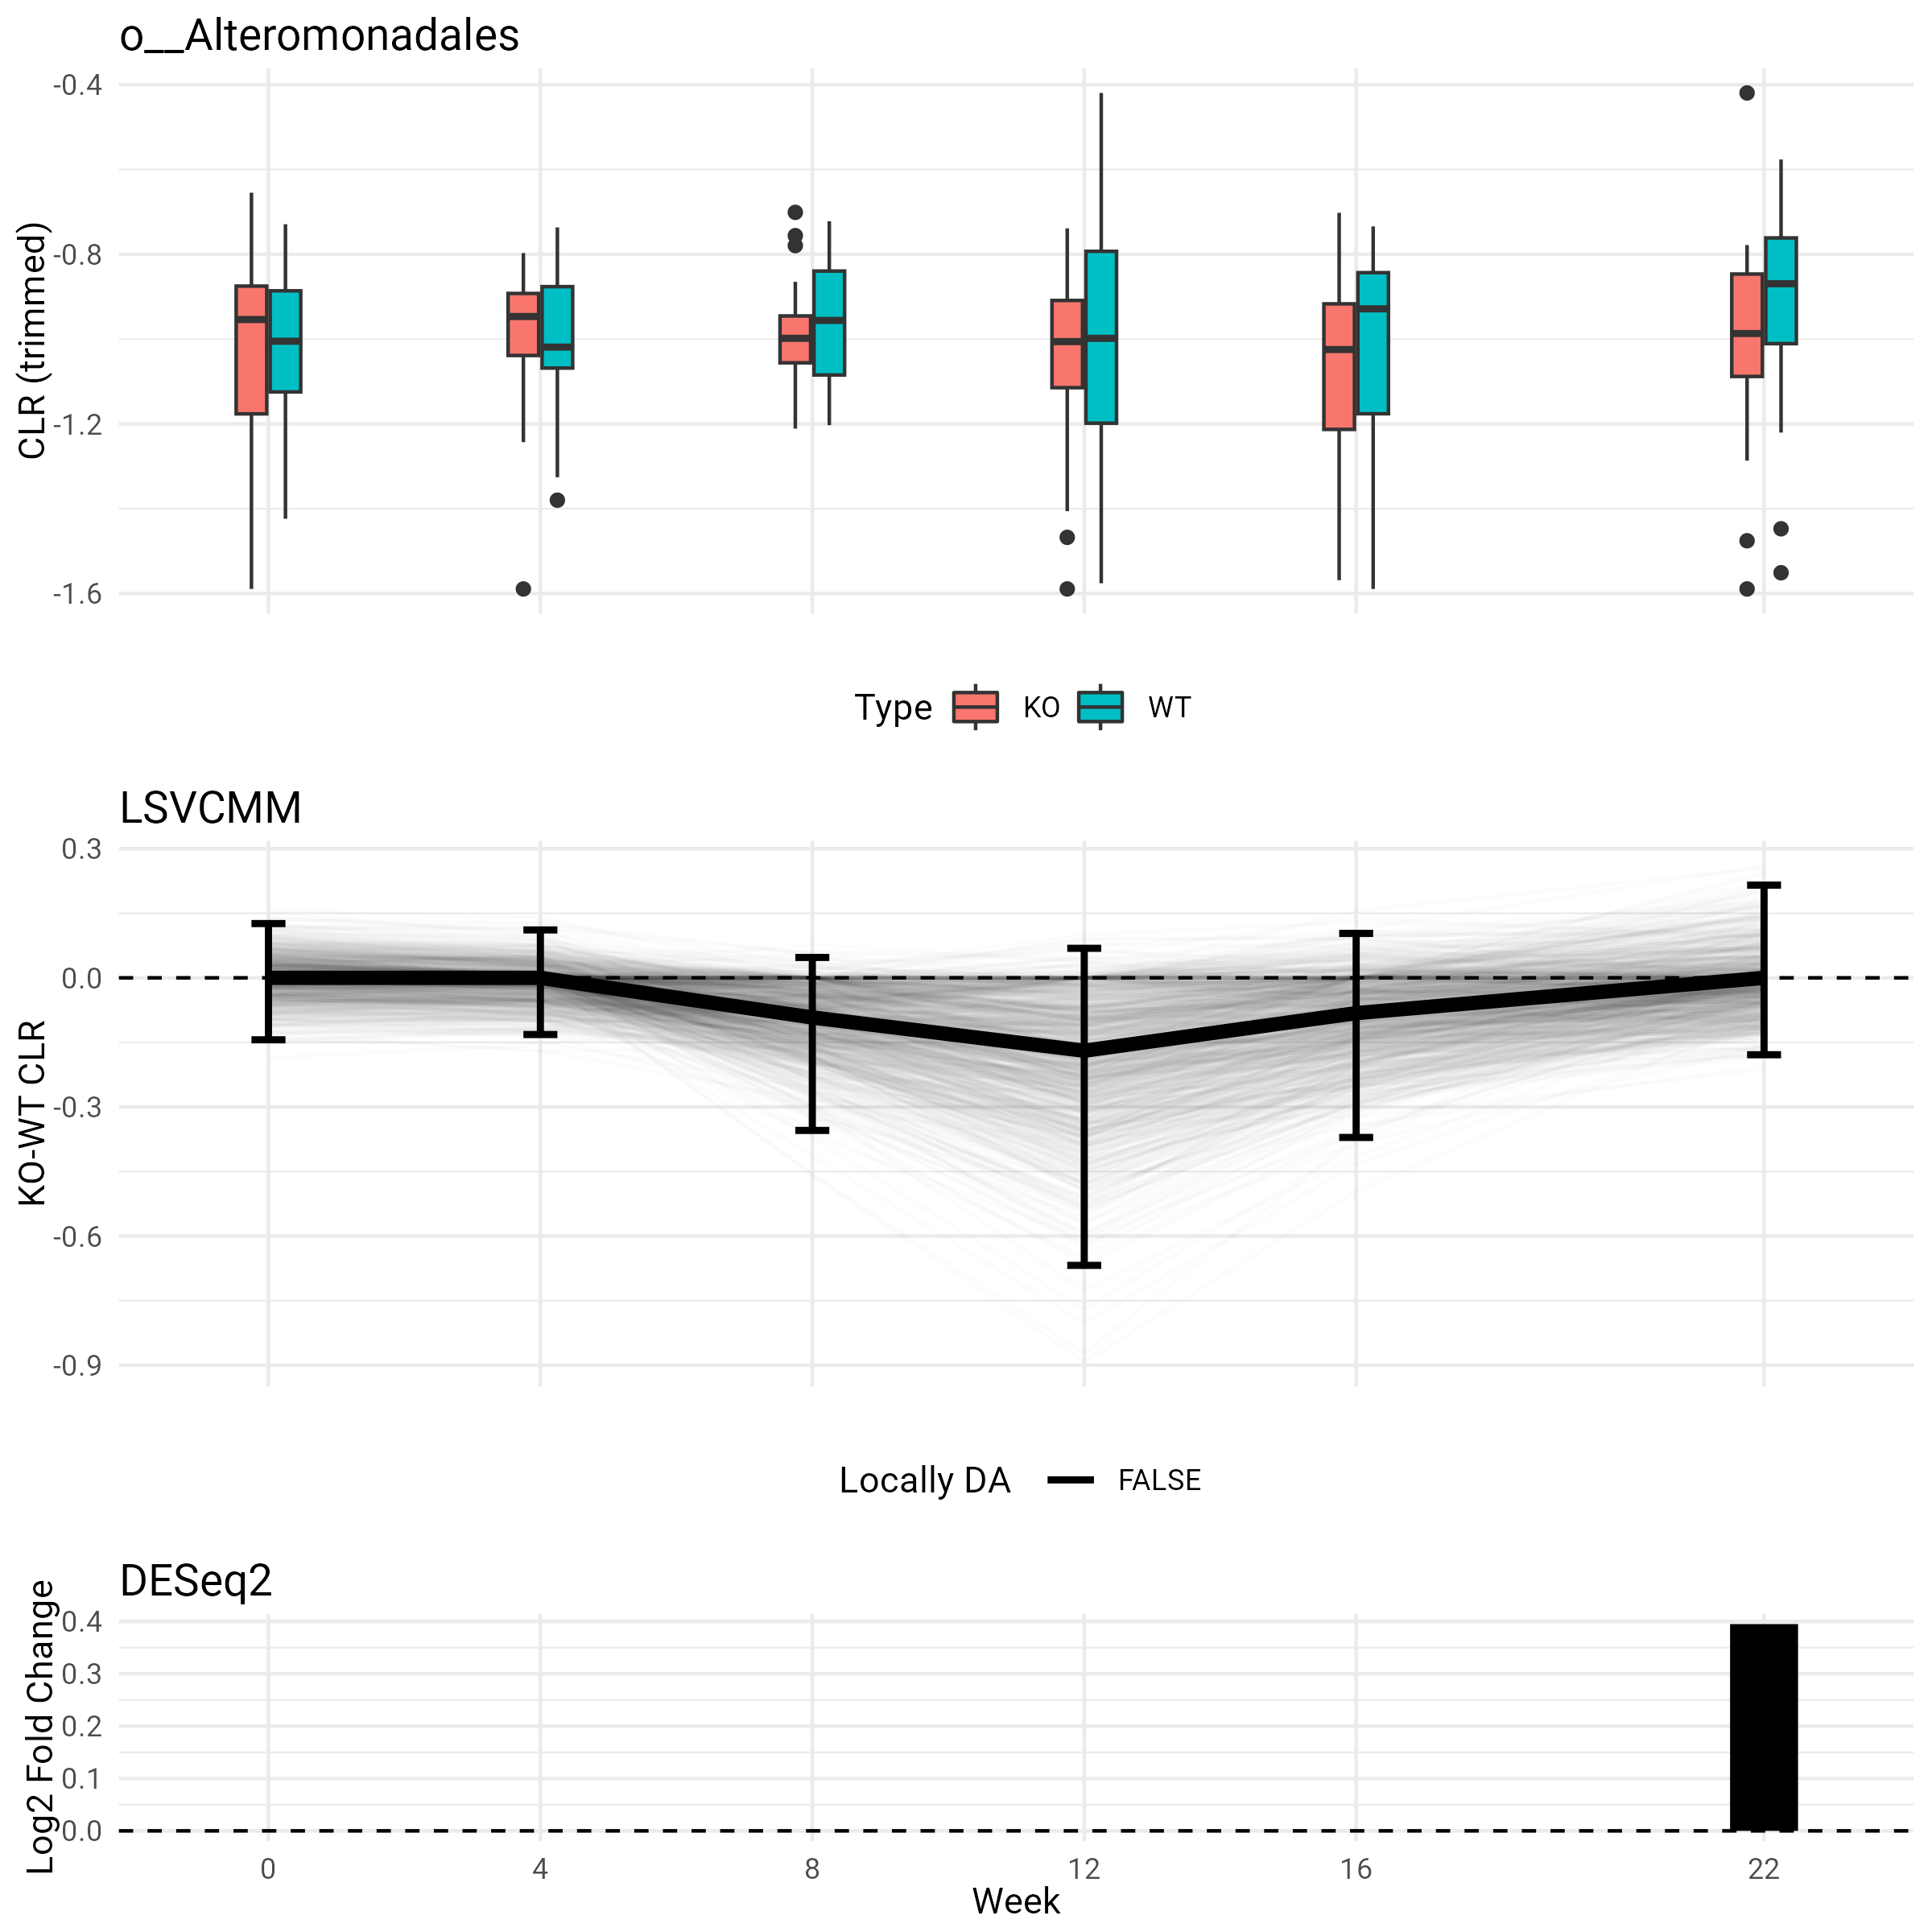 o__Alteromonadales
CLR (trimmed)
-0.4
-0.8
-1.2
-1.6
Type KO WT
LSVCMM
KO-WT CLR
0.3
0.0
-0.3
-0.6
-0.9
Locally DA FALSE
DESeq2
Log2 Fold Change
0.4
0.3
0.2
0.1
0.0
0 4 8 12 16 22
Week